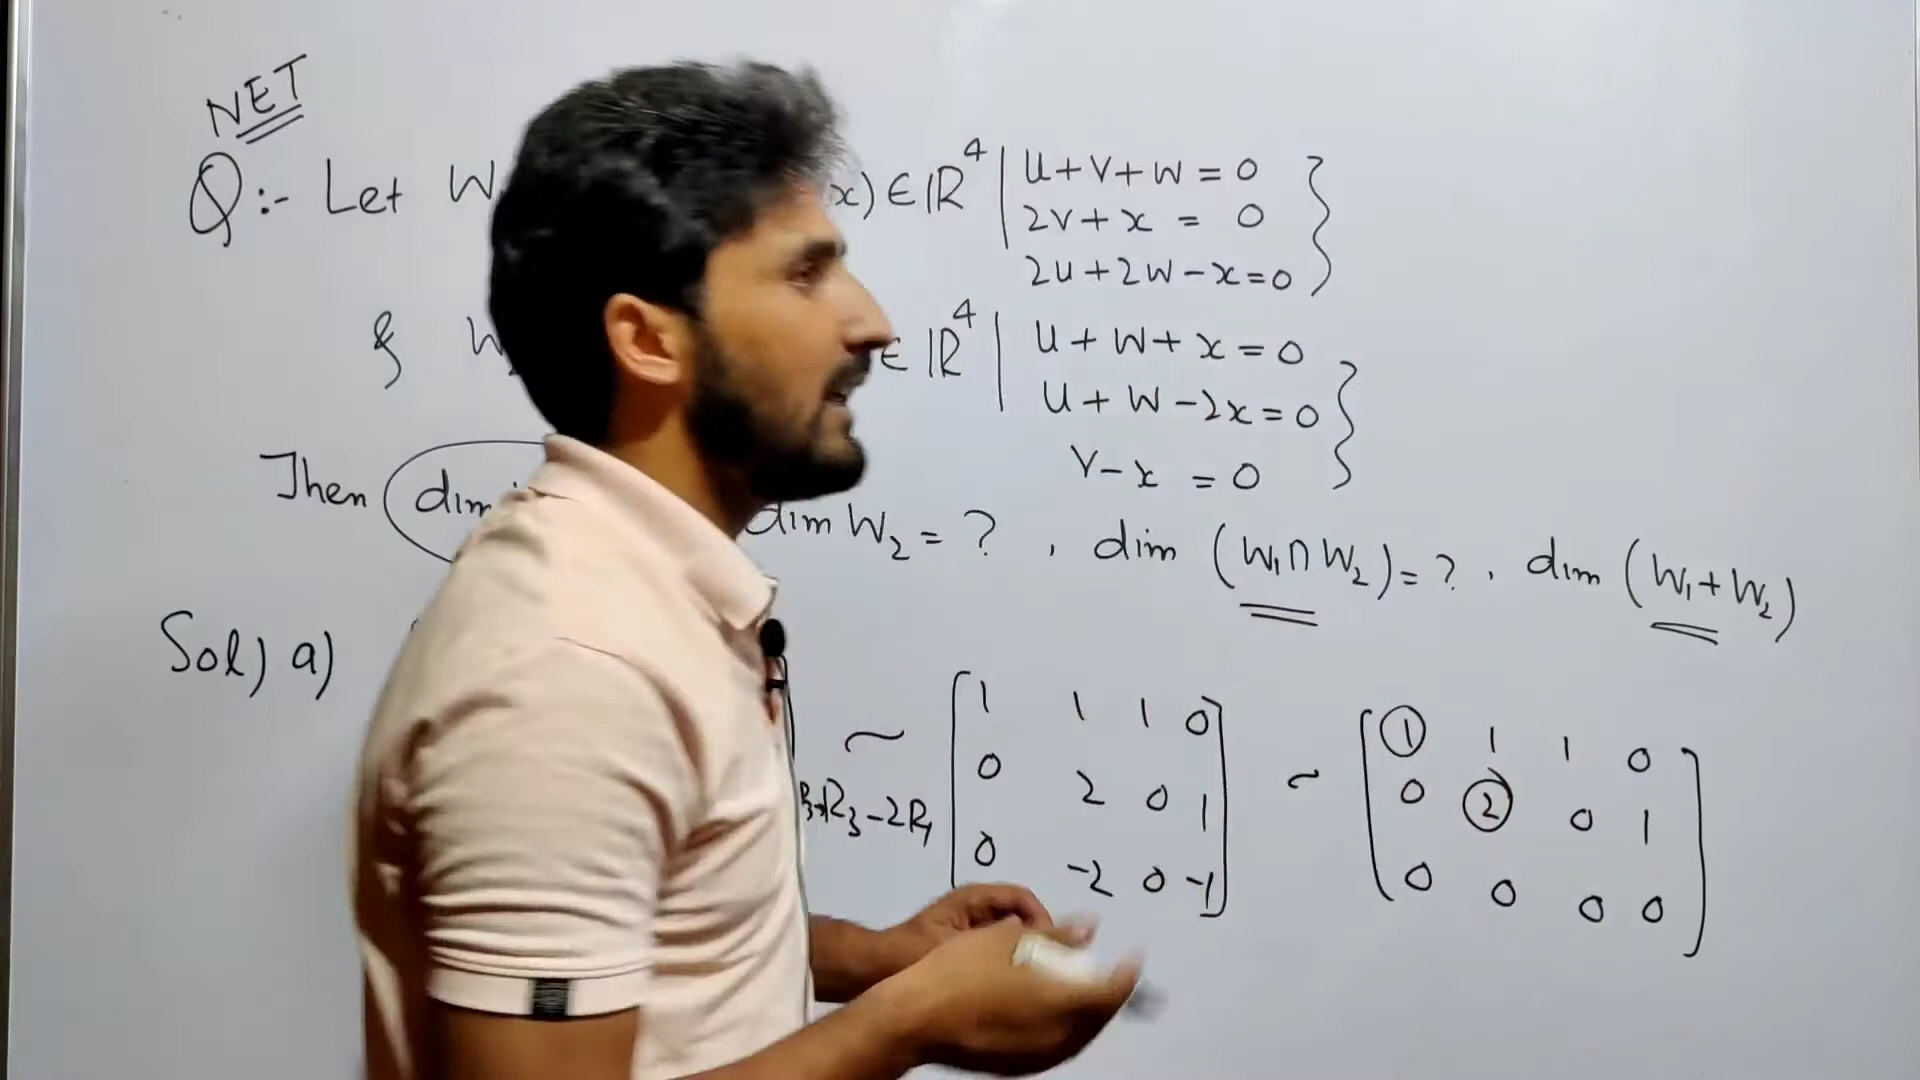 NET
Q:- Let W x) ∈ ℝ⁴ | u+v+w=0
2v+x = 0
2u+2w-x=0 }
& W ∈ ℝ⁴ | u+w+x=0
u+w-2x=0
v-x = 0 }
Then dim dim W₂ = ? , dim (W₁∩W₂)=? , dim (W₁+W₂)
Sol) a)
~ [ 1 1 1 0 ~ [ 1 1 1 0
0 2 0 1 0 2 0 1
R₃-2R₁
0 -2 0 -1 ] 0 0 0 0 ]